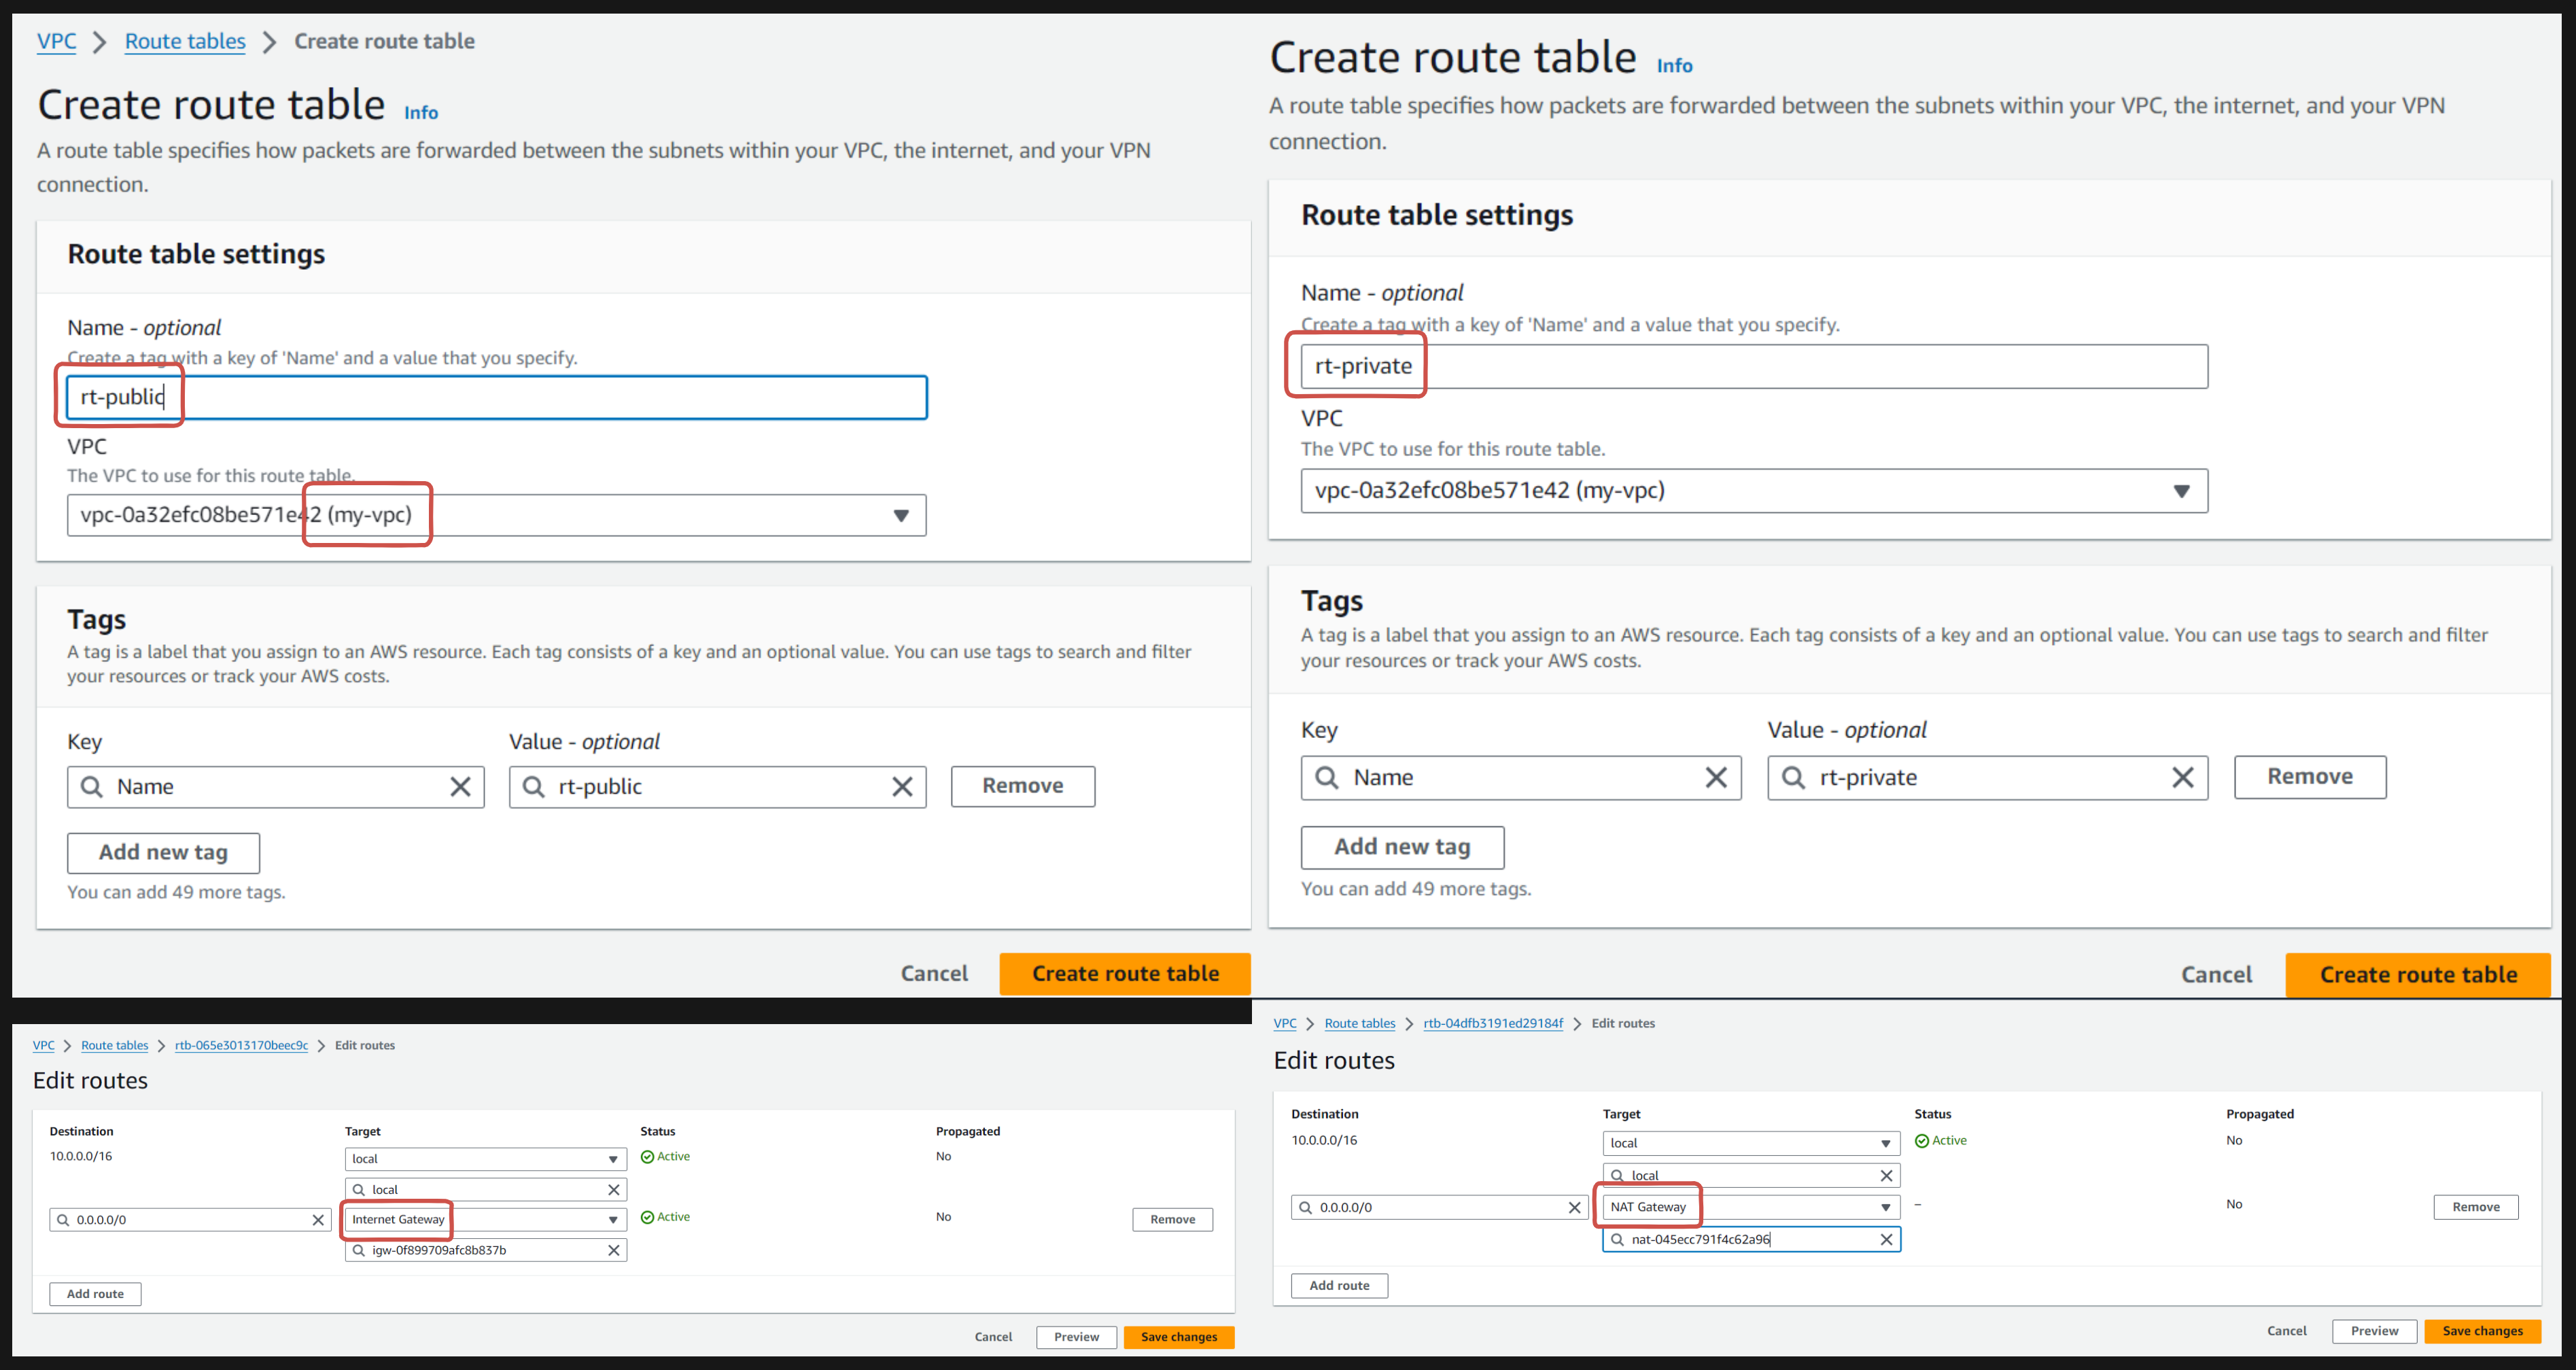 VPC > Route tables > Create route table
Create route table Info
A route table specifies how packets are forwarded between the subnets within your VPC, the internet, and your VPN
connection.
Route table settings
Name - optional
Create a tag with a key of 'Name' and a value that you specify.
rt-public
VPC
The VPC to use for this route table.
vpc-0a32efc08be571e42 (my-vpc)
Tags
A tag is a label that you assign to an AWS resource. Each tag consists of a key and an optional value. You can use tags to search and filter
your resources or track your AWS costs.
Key Value - optional
Name rt-public Remove
Add new tag
You can add 49 more tags.
Cancel Create route table
Create route table Info
A route table specifies how packets are forwarded between the subnets within your VPC, the internet, and your VPN
connection.
Route table settings
Name - optional
Create a tag with a key of 'Name' and a value that you specify.
rt-private
VPC
The VPC to use for this route table.
vpc-0a32efc08be571e42 (my-vpc)
Tags
A tag is a label that you assign to an AWS resource. Each tag consists of a key and an optional value. You can use tags to search and filter
your resources or track your AWS costs.
Key Value - optional
Name rt-private Remove
Add new tag
You can add 49 more tags.
Cancel Create route table
VPC > Route tables > rtb-065e3013170beec9c > Edit routes
Edit routes
Destination Target Status Propagated
10.0.0.0/16 local Active No
local
0.0.0.0/0 Internet Gateway Active No Remove
igw-0f899709afc8b837b
Add route
Cancel Preview Save changes
VPC > Route tables > rtb-04dfb3191ed29184f > Edit routes
Edit routes
Destination Target Status Propagated
10.0.0.0/16 local Active No
local
0.0.0.0/0 NAT Gateway – No Remove
nat-045ecc791f4c62a96
Add route
Cancel Preview Save changes